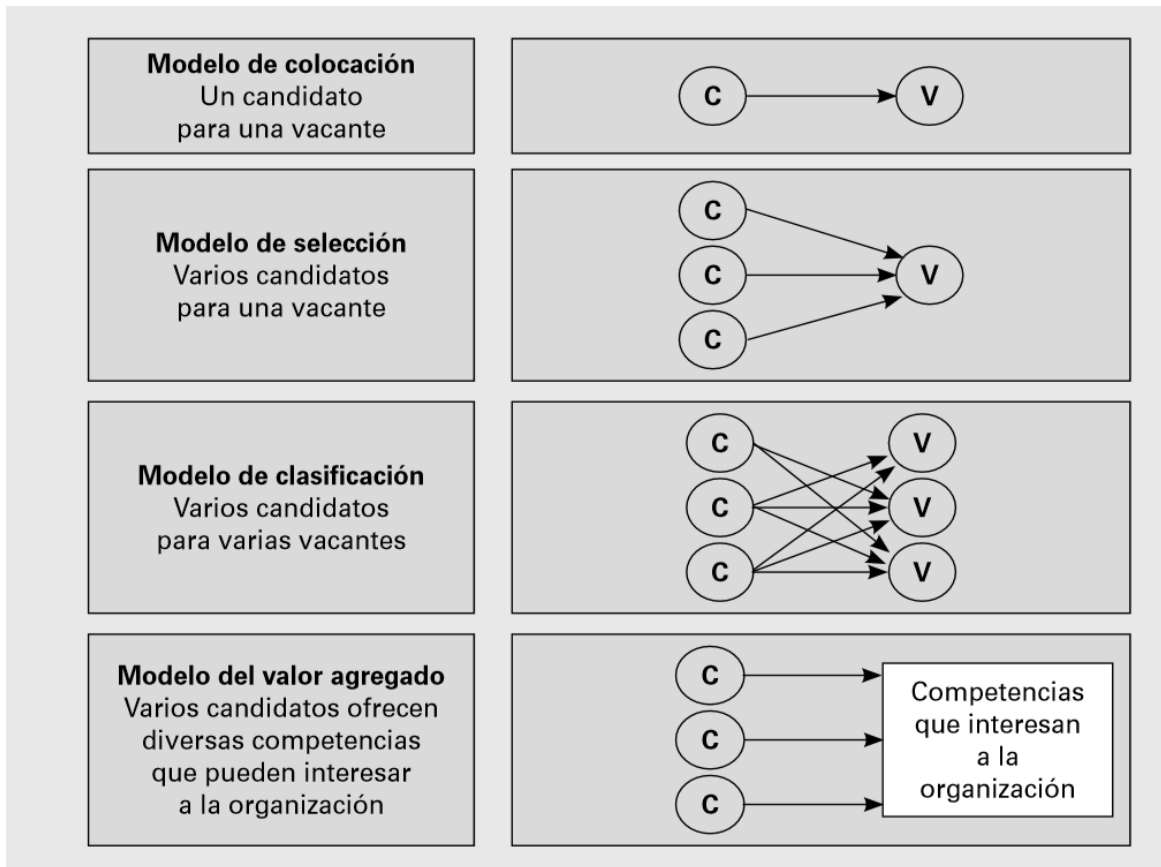 Modelo de colocación
Un candidato
para una vacante
C
V
Modelo de selección
Varios candidatos
para una vacante
C
C
C
V
Modelo de clasificación
Varios candidatos
para varias vacantes
C
V
C
V
C
V
Modelo del valor agregado
Varios candidatos ofrecen
diversas competencias
que pueden interesar
a la organización
C
C
C
Competencias
que interesan
a la
organización